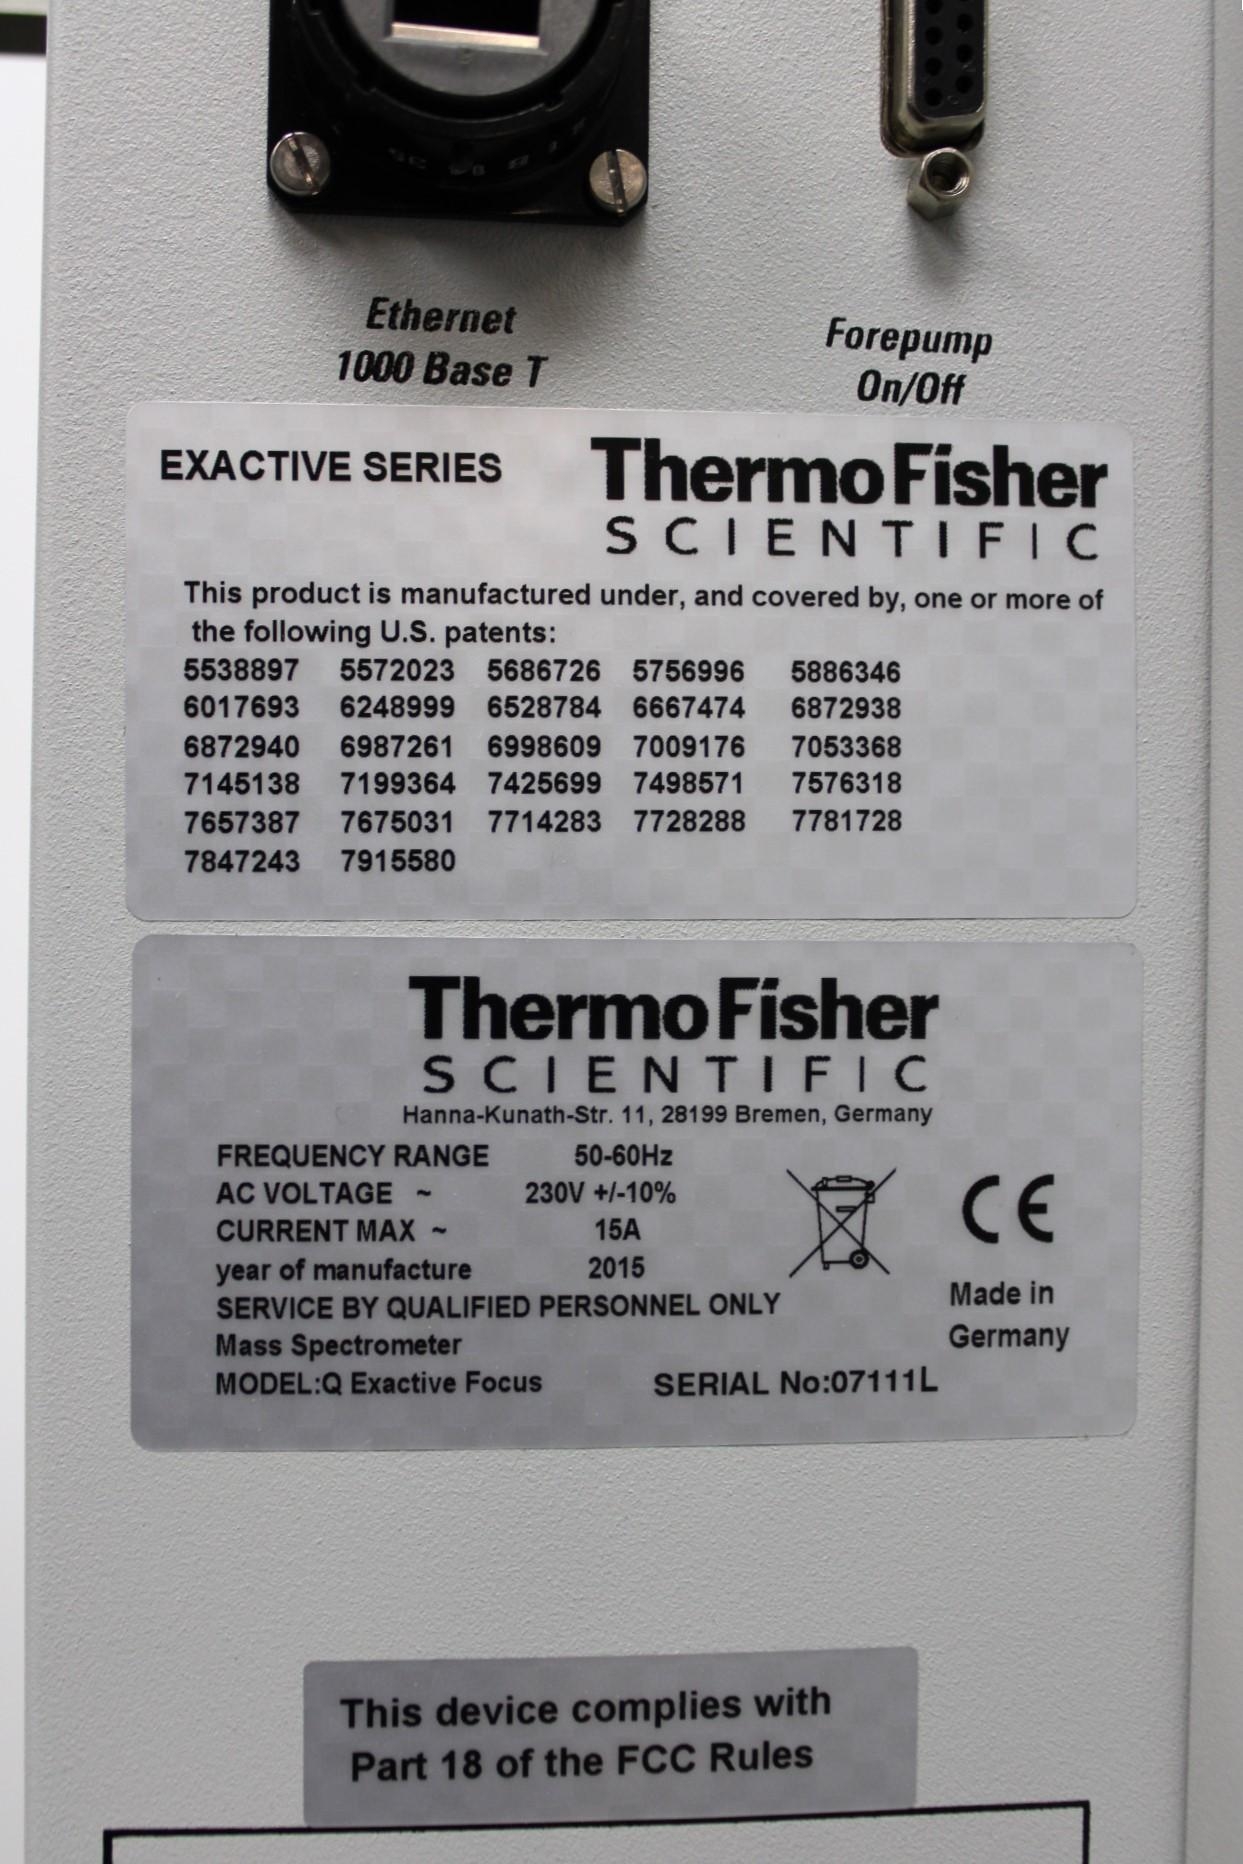 Ethernet
1000 Base T
Forepump
On/Off
EXACTIVE SERIES
ThermoFisher
SCIENTIFIC
This product is manufactured under, and covered by, one or more of
the following U.S. patents:
5538897 5572023 5686726 5756996 5886346
6017693 6248999 6528784 6667474 6872938
6872940 6987261 6998609 7009176 7053368
7145138 7199364 7425699 7498571 7576318
7657387 7675031 7714283 7728288 7781728
7847243 7915580
ThermoFisher
SCIENTIFIC
Hanna-Kunath-Str. 11, 28199 Bremen, Germany
FREQUENCY RANGE 50-60Hz
AC VOLTAGE ~ 230V +/-10%
CURRENT MAX ~ 15A
year of manufacture 2015
SERVICE BY QUALIFIED PERSONNEL ONLY
Mass Spectrometer
MODEL:Q Exactive Focus SERIAL No:07111L
CE
Made in
Germany
This device complies with
Part 18 of the FCC Rules